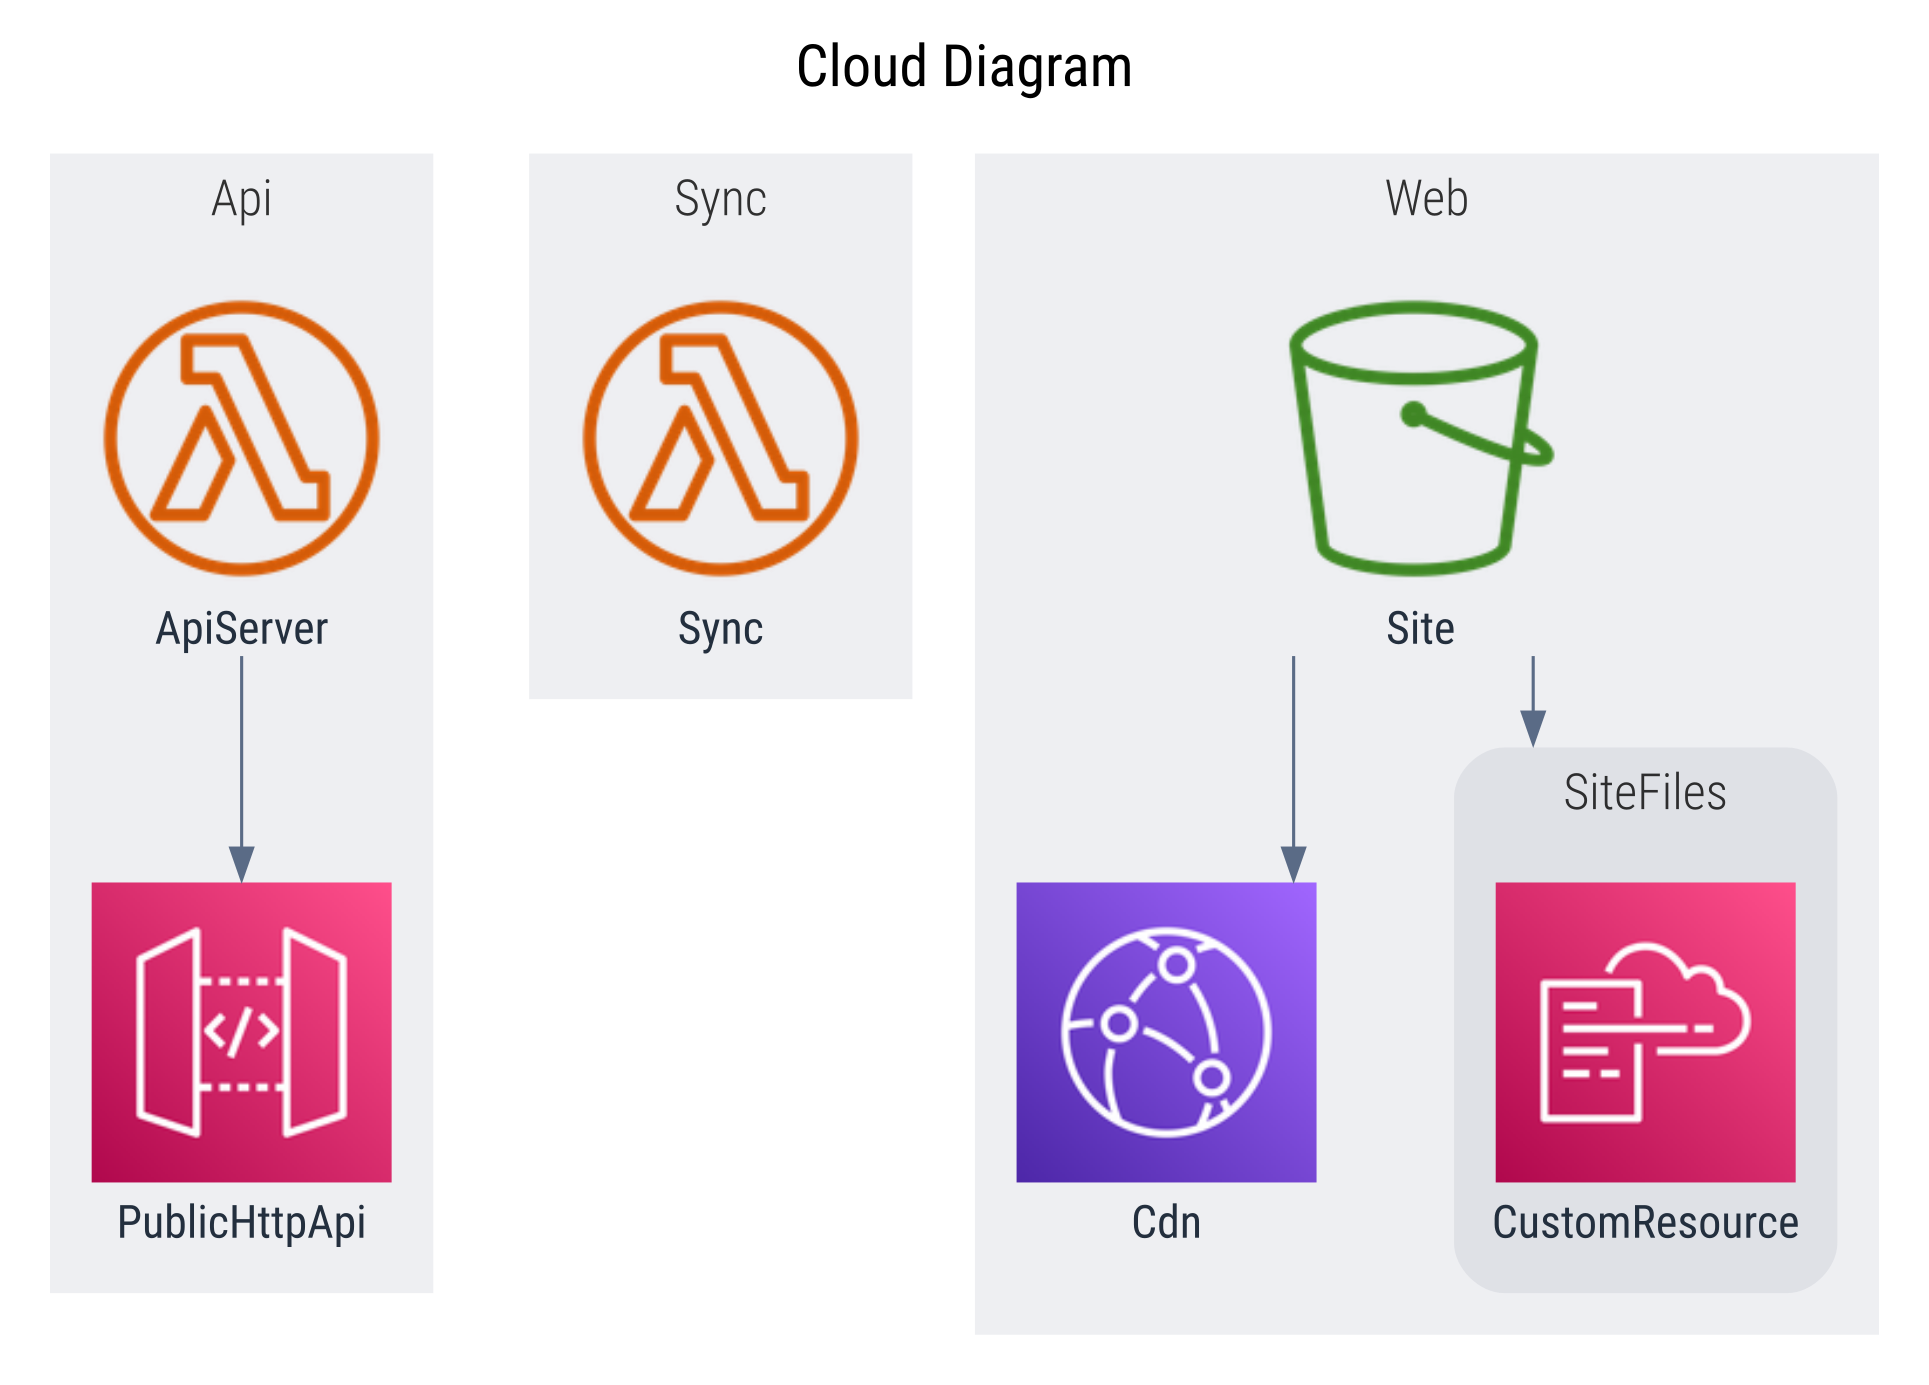 Cloud Diagram
Api
ApiServer
</>
PublicHttpApi
Sync
Sync
Web
Site
Cdn
SiteFiles
CustomResource